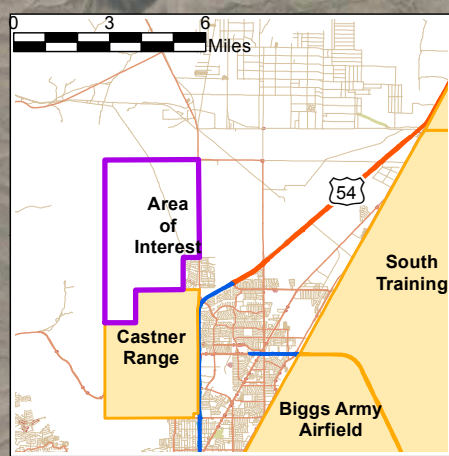 0 3 6
Miles
54
Area
of
Interest
South
Training
Castner
Range
Biggs Army
Airfield